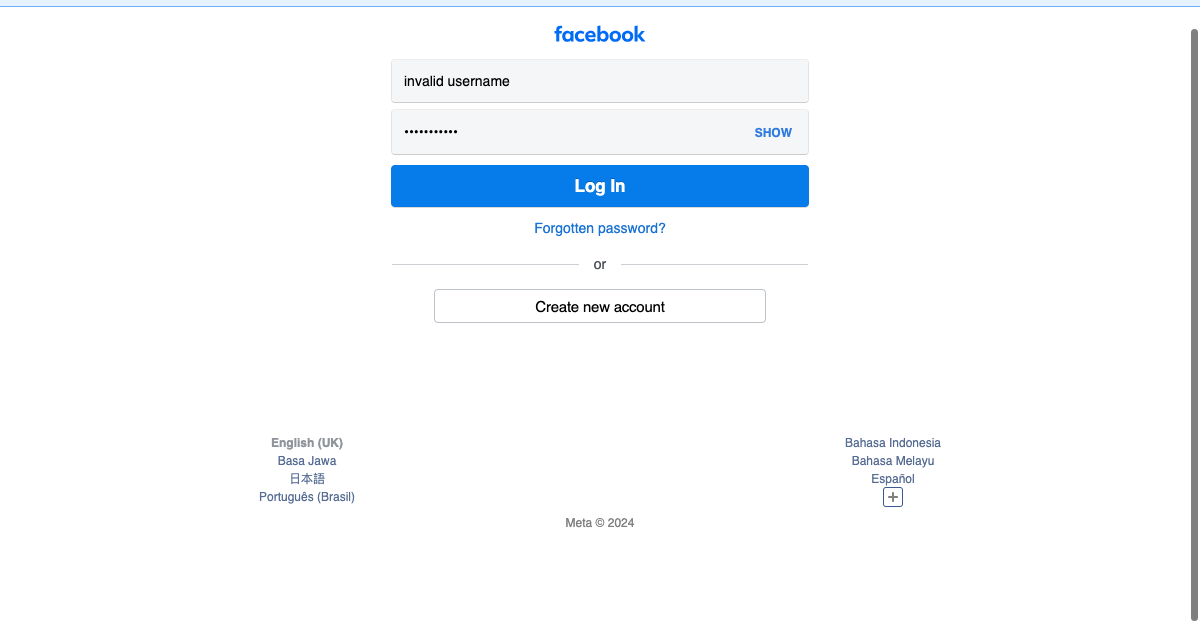 facebook
invalid username
•••••••••••
SHOW
Log In
Forgotten password?
or
Create new account
English (UK)
Basa Jawa
日本語
Português (Brasil)
Bahasa Indonesia
Bahasa Melayu
Español
Meta © 2024